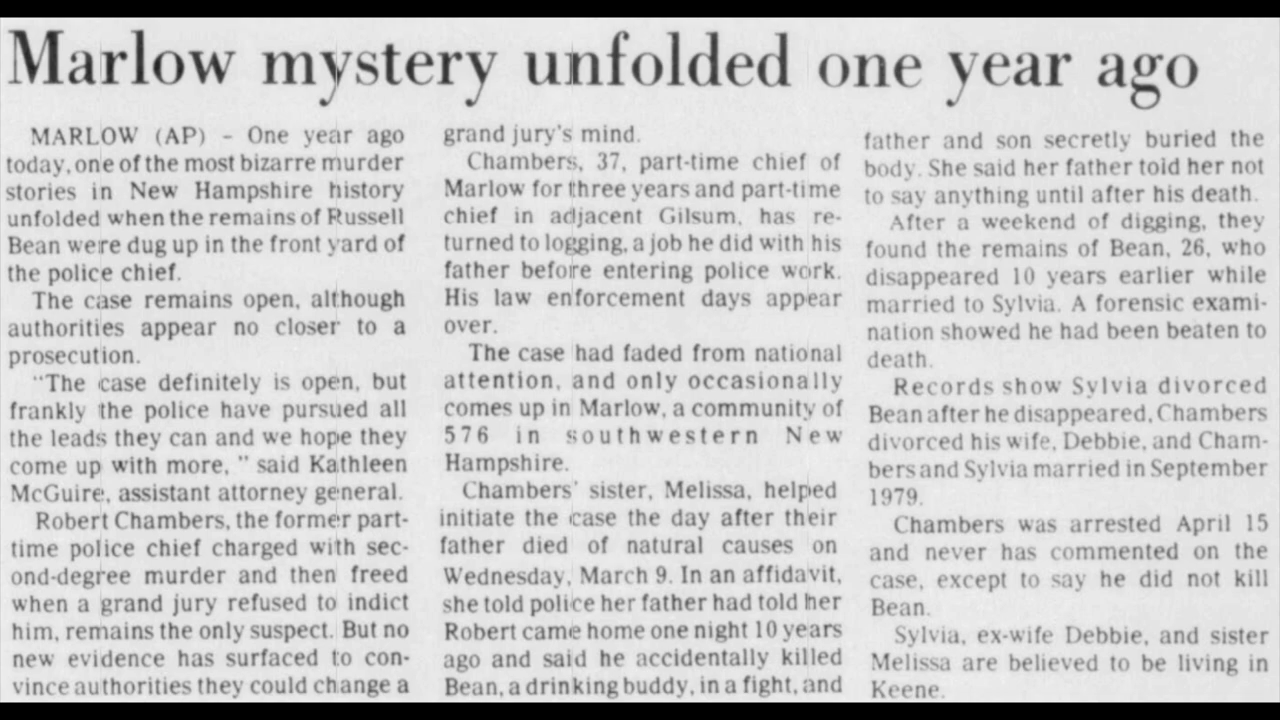 Marlow mystery unfolded one year ago
MARLOW (AP) - One year ago
today, one of the most bizarre murder
stories in New Hampshire history
unfolded when the remains of Russell
Bean were dug up in the front yard of
the police chief.
The case remains open, although
authorities appear no closer to a
prosecution.
"The case definitely is open, but
frankly the police have pursued all
the leads they can and we hope they
come up with more, " said Kathleen
McGuire, assistant attorney general.
Robert Chambers, the former part-
time police chief charged with sec-
ond-degree murder and then freed
when a grand jury refused to indict
him, remains the only suspect. But no
new evidence has surfaced to con-
vince authorities they could change a
grand jury's mind.
Chambers, 37, part-time chief of
Marlow for three years and part-time
chief in adjacent Gilsum, has re-
turned to logging, a job he did with his
father before entering police work.
His law enforcement days appear
over.
The case had faded from national
attention, and only occasionally
comes up in Marlow, a community of
576 in southwestern New
Hampshire.
Chambers' sister, Melissa, helped
initiate the case the day after their
father died of natural causes on
Wednesday, March 9. In an affidavit,
she told police her father had told her
Robert came home one night 10 years
ago and said he accidentally killed
Bean, a drinking buddy, in a fight, and
father and son secretly buried the
body. She said her father toid her not
to say anything until after his death.
After a weekend of digging, they
found the remains of Bean, 26, who
disappeared 10 years earlier while
married to Sylvia. A forensic exami-
nation showed he had been beaten to
death.
Records show Sylvia divorced
Bean after he disappeared, Chambers
divorced his wife, Debbie, and Cham-
bers and Sylvia married in September
1979.
Chambers was arrested April 15
and never has commented on the
case, except to say he did not kill
Bean.
Sylvia, ex-wife Debbie, and sister
Melissa are believed to be living in
Keene.